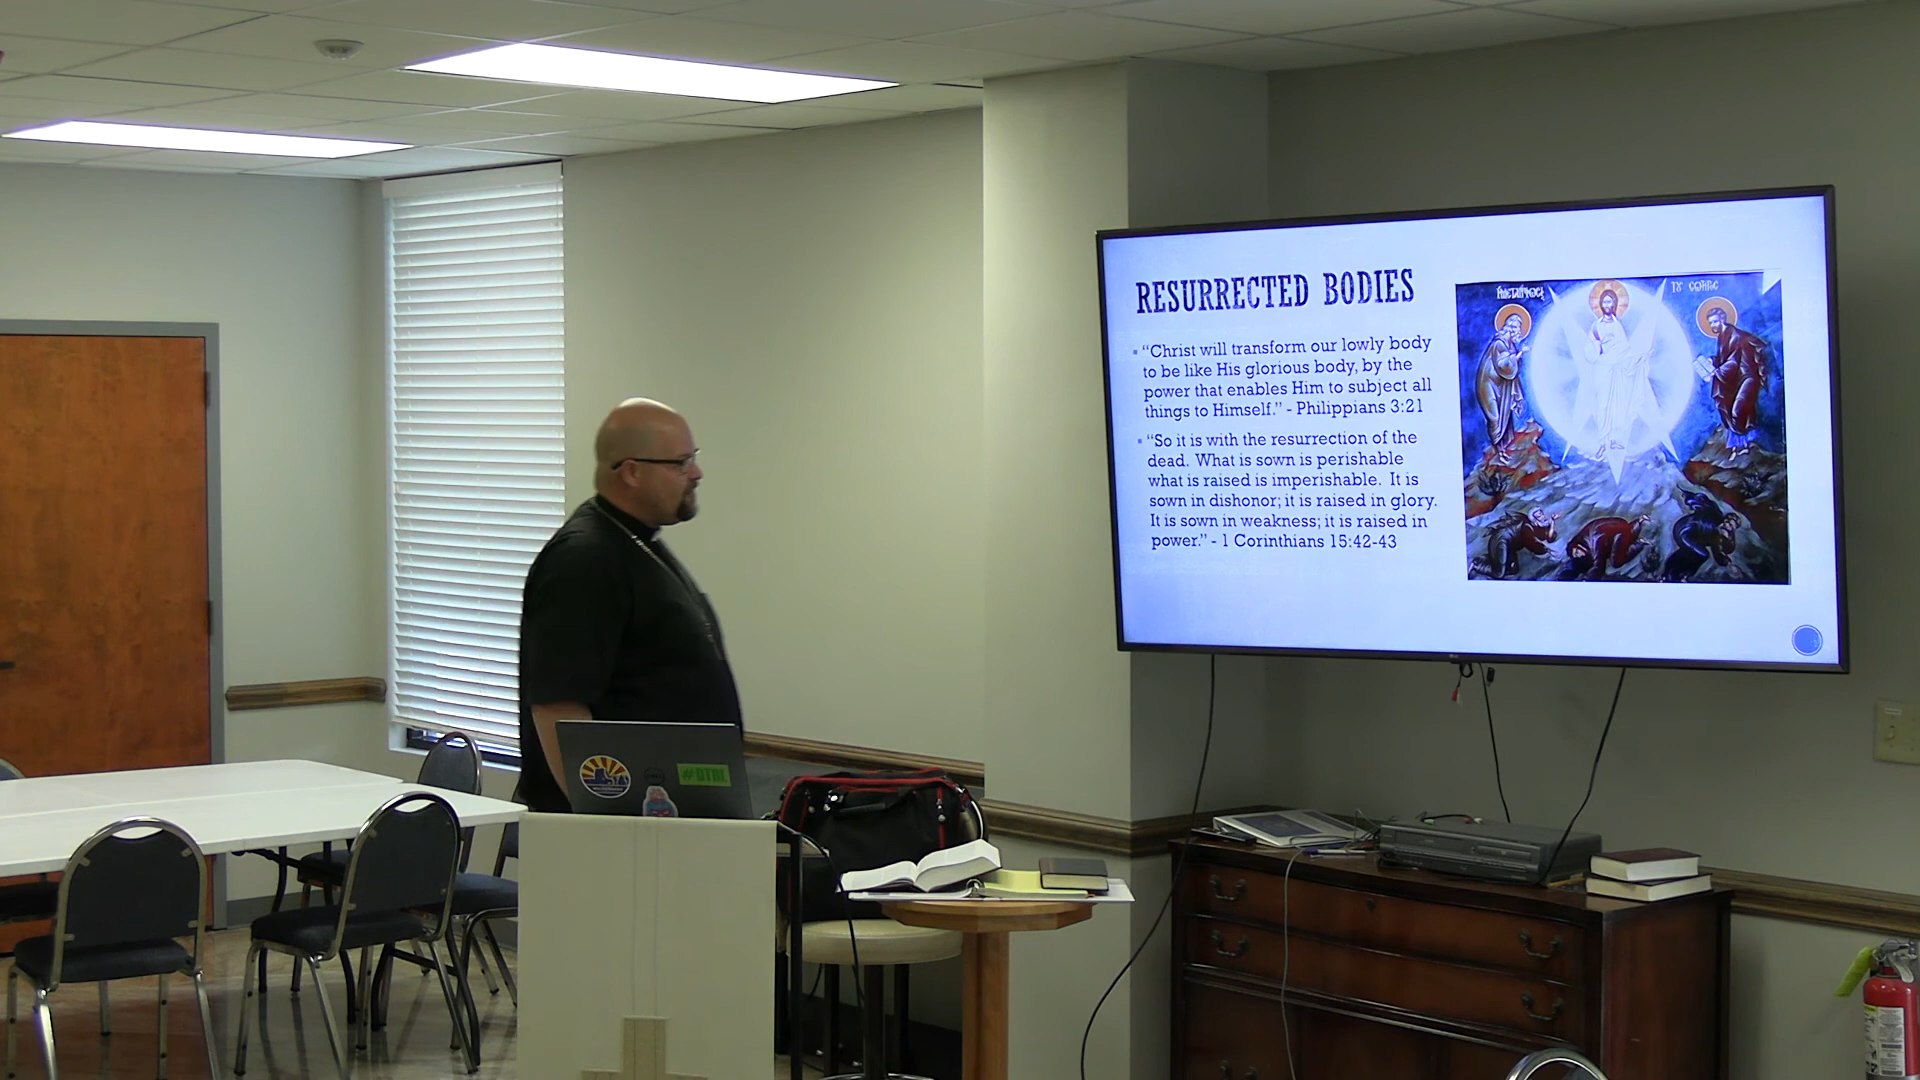 RESURRECTED BODIES
“Christ will transform our lowly body
to be like His glorious body, by the
power that enables Him to subject all
things to Himself.” - Philippians 3:21
“So it is with the resurrection of the
dead. What is sown is perishable
what is raised is imperishable. It is
sown in dishonor; it is raised in glory.
It is sown in weakness; it is raised in
power.” - 1 Corinthians 15:42-43
#DTRL